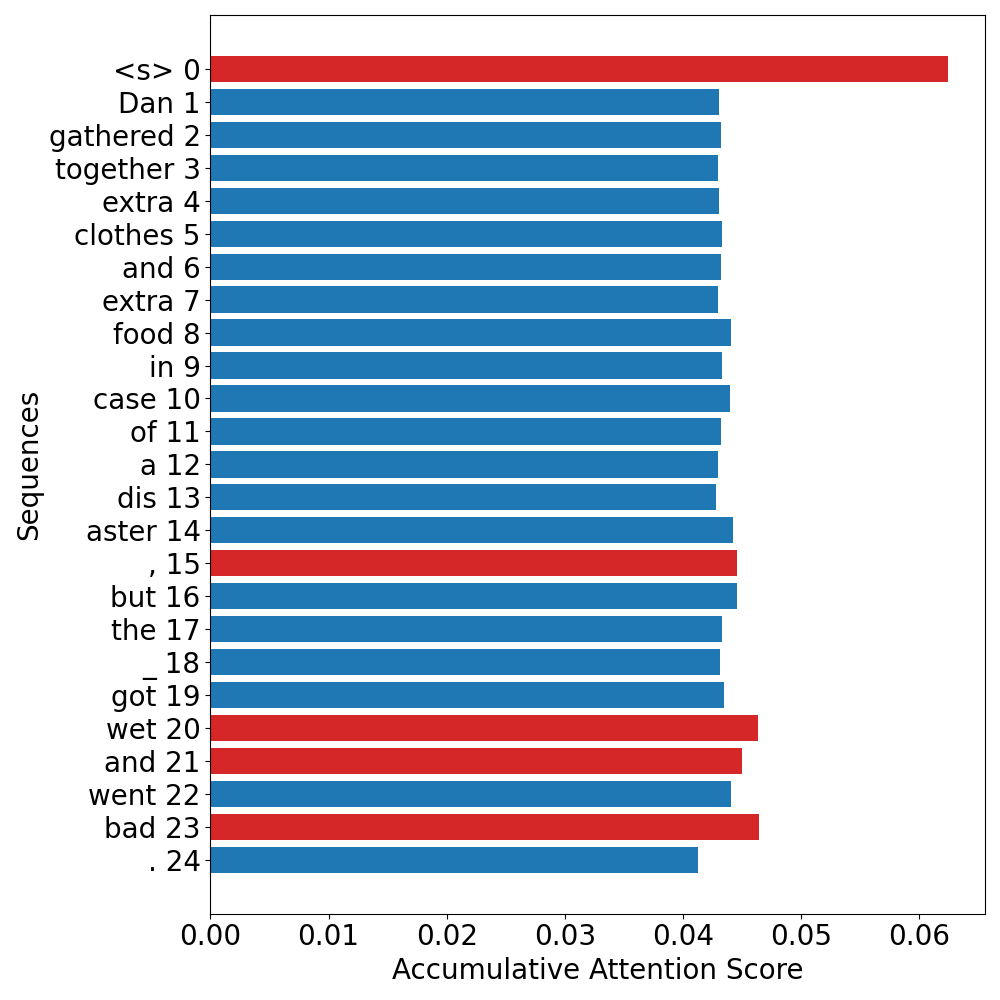 <s> 0
Dan 1
gathered 2
together 3
extra 4
clothes 5
and 6
extra 7
food 8
in 9
case 10
of 11
a 12
dis 13
aster 14
, 15
but 16
the 17
_ 18
got 19
wet 20
and 21
went 22
bad 23
. 24
Sequences
0.00 0.01 0.02 0.03 0.04 0.05 0.06
Accumulative Attention Score